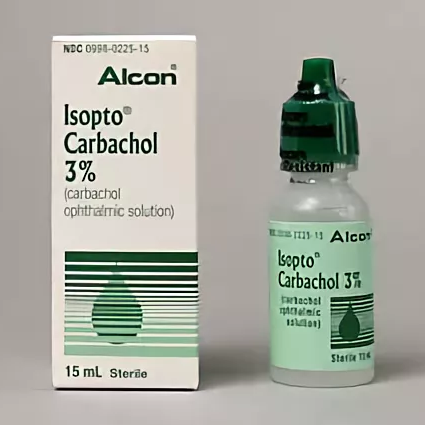 NDC 0998-0225-15
Alcon®
Isopto®
Carbachol
3%
(carbachol
ophthalmic solution)
15 mL Sterile
Alcon®
Isopto®
Carbachol 3%
(carbachol
ophthalmic
solution)
Sterile